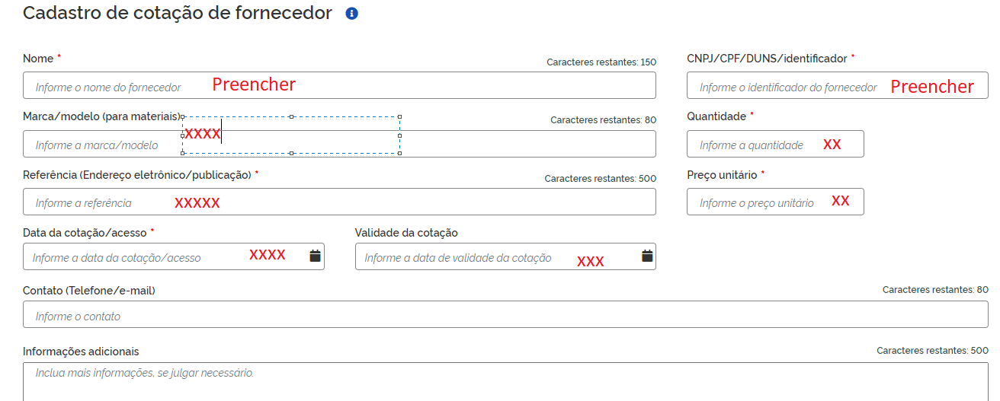 Cadastro de cotação de fornecedor
Nome *
Caracteres restantes: 150
CNPJ/CPF/DUNS/identificador *
Informe o nome do fornecedor Preencher
Informe o identificador do fornecedor Preencher
Marca/modelo (para materiais)
Caracteres restantes: 80
Quantidade *
Informe a marca/modelo xxxx
Informe a quantidade xx
Referência (Endereço eletrônico/publicação) *
Caracteres restantes: 500
Preço unitário *
Informe a referência xxxxx
Informe o preço unitário xx
Data da cotação/acesso *
Validade da cotação
Informe a data da cotação/acesso xxxx
Informe a data de validade da cotação xxx
Contato (Telefone/e-mail)
Caracteres restantes: 80
Informe o contato
Informações adicionais
Caracteres restantes: 500
Inclua mais informações, se julgar necessário.